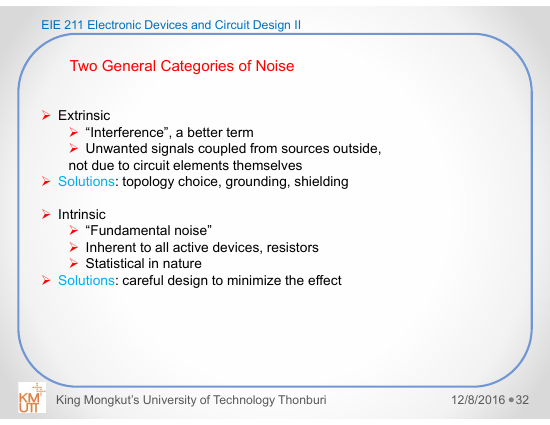 EIE 211 Electronic Devices and Circuit Design II
Two General Categories of Noise
➢ Extrinsic
➢ “Interference”, a better term
➢ Unwanted signals coupled from sources outside,
not due to circuit elements themselves
➢ Solutions: topology choice, grounding, shielding
➢ Intrinsic
➢ “Fundamental noise”
➢ Inherent to all active devices, resistors
➢ Statistical in nature
➢ Solutions: careful design to minimize the effect
KM
UTT
King Mongkut’s University of Technology Thonburi
12/8/2016 ●32